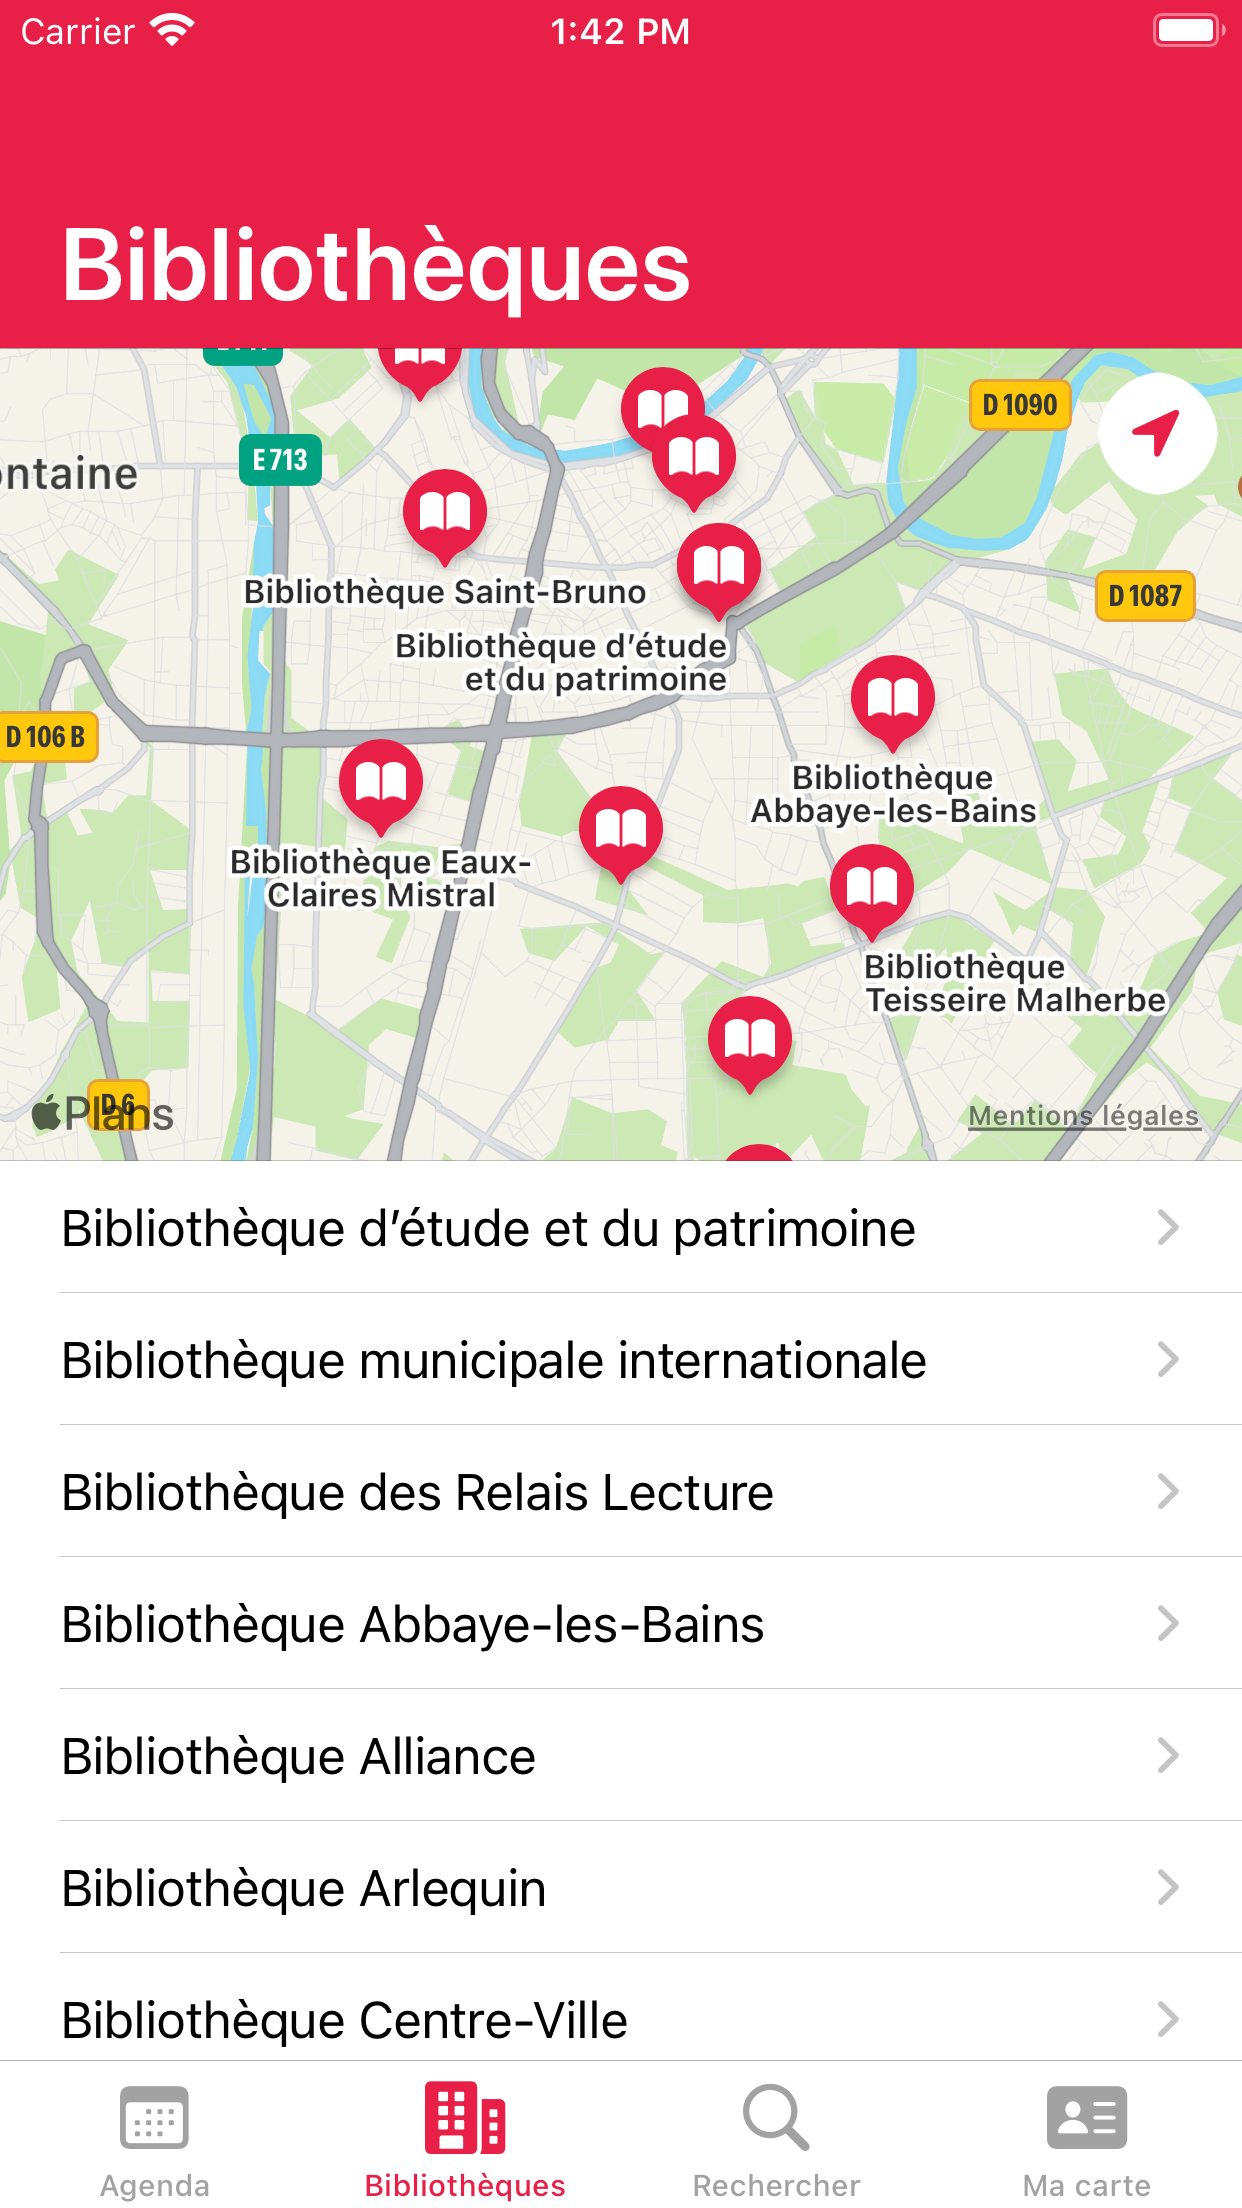 Carrier
1:42 PM
Bibliothèques
D 1090
E 713
ntaine
Bibliothèque Saint-Bruno
D 1087
Bibliothèque d’étude
et du patrimoine
D 106 B
Bibliothèque
Abbaye-les-Bains
Bibliothèque Eaux-
Claires Mistral
Bibliothèque
Teisseire Malherbe
D 6
Plans
Mentions légales
Bibliothèque d’étude et du patrimoine
Bibliothèque municipale internationale
Bibliothèque des Relais Lecture
Bibliothèque Abbaye-les-Bains
Bibliothèque Alliance
Bibliothèque Arlequin
Bibliothèque Centre-Ville
Agenda
Bibliothèques
Rechercher
Ma carte